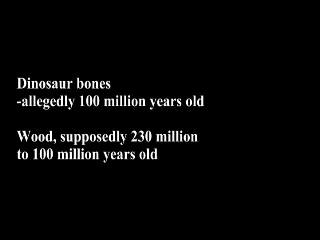 Dinosaur bones
-allegedly 100 million years old
Wood, supposedly 230 million
to 100 million years old